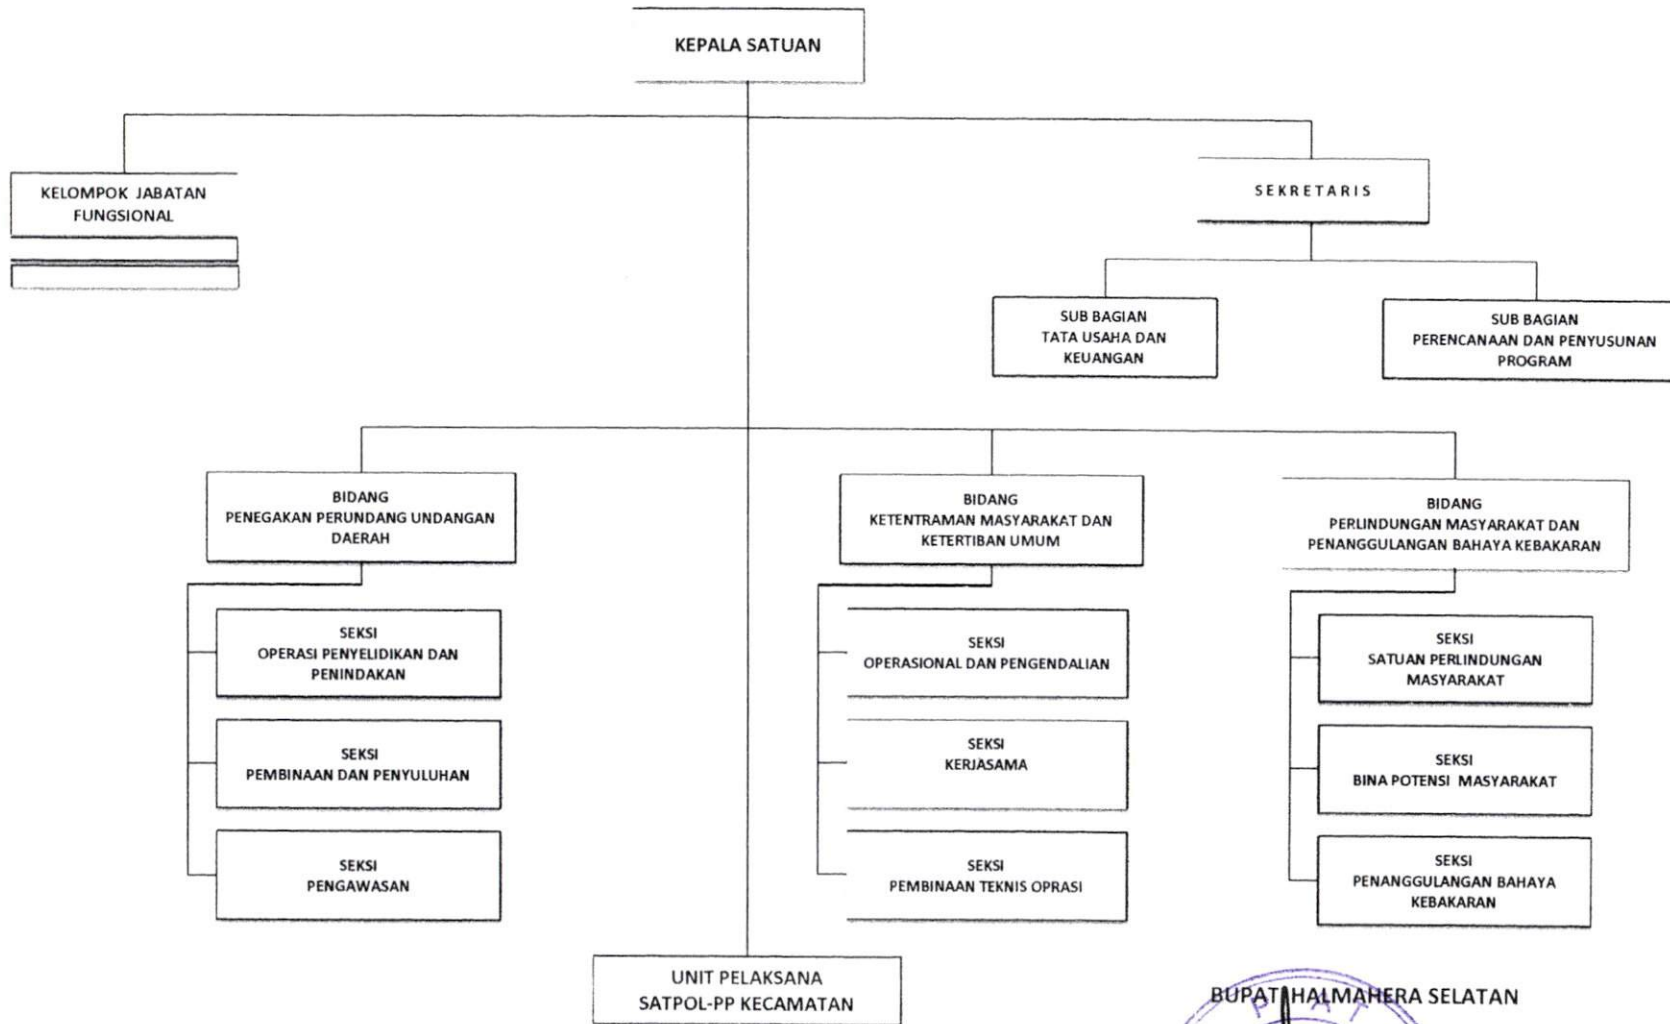 KEPALA SATUAN
KELOMPOK JABATAN
FUNGSIONAL
S E K R E T A R I S
SUB BAGIAN
TATA USAHA DAN
KEUANGAN
SUB BAGIAN
PERENCANAAN DAN PENYUSUNAN
PROGRAM
BIDANG
PENEGAKAN PERUNDANG UNDANGAN
DAERAH
BIDANG
KETENTRAMAN MASYARAKAT DAN
KETERTIBAN UMUM
BIDANG
PERLINDUNGAN MASYARAKAT DAN
PENANGGULANGAN BAHAYA KEBAKARAN
SEKSI
OPERASI PENYELIDIKAN DAN
PENINDAKAN
SEKSI
PEMBINAAN DAN PENYULUHAN
SEKSI
PENGAWASAN
SEKSI
OPERASIONAL DAN PENGENDALIAN
SEKSI
KERJASAMA
SEKSI
PEMBINAAN TEKNIS OPRASI
SEKSI
SATUAN PERLINDUNGAN
MASYARAKAT
SEKSI
BINA POTENSI MASYARAKAT
SEKSI
PENANGGULANGAN BAHAYA
KEBAKARAN
UNIT PELAKSANA
SATPOL-PP KECAMATAN
BUPATI HALMAHERA SELATAN